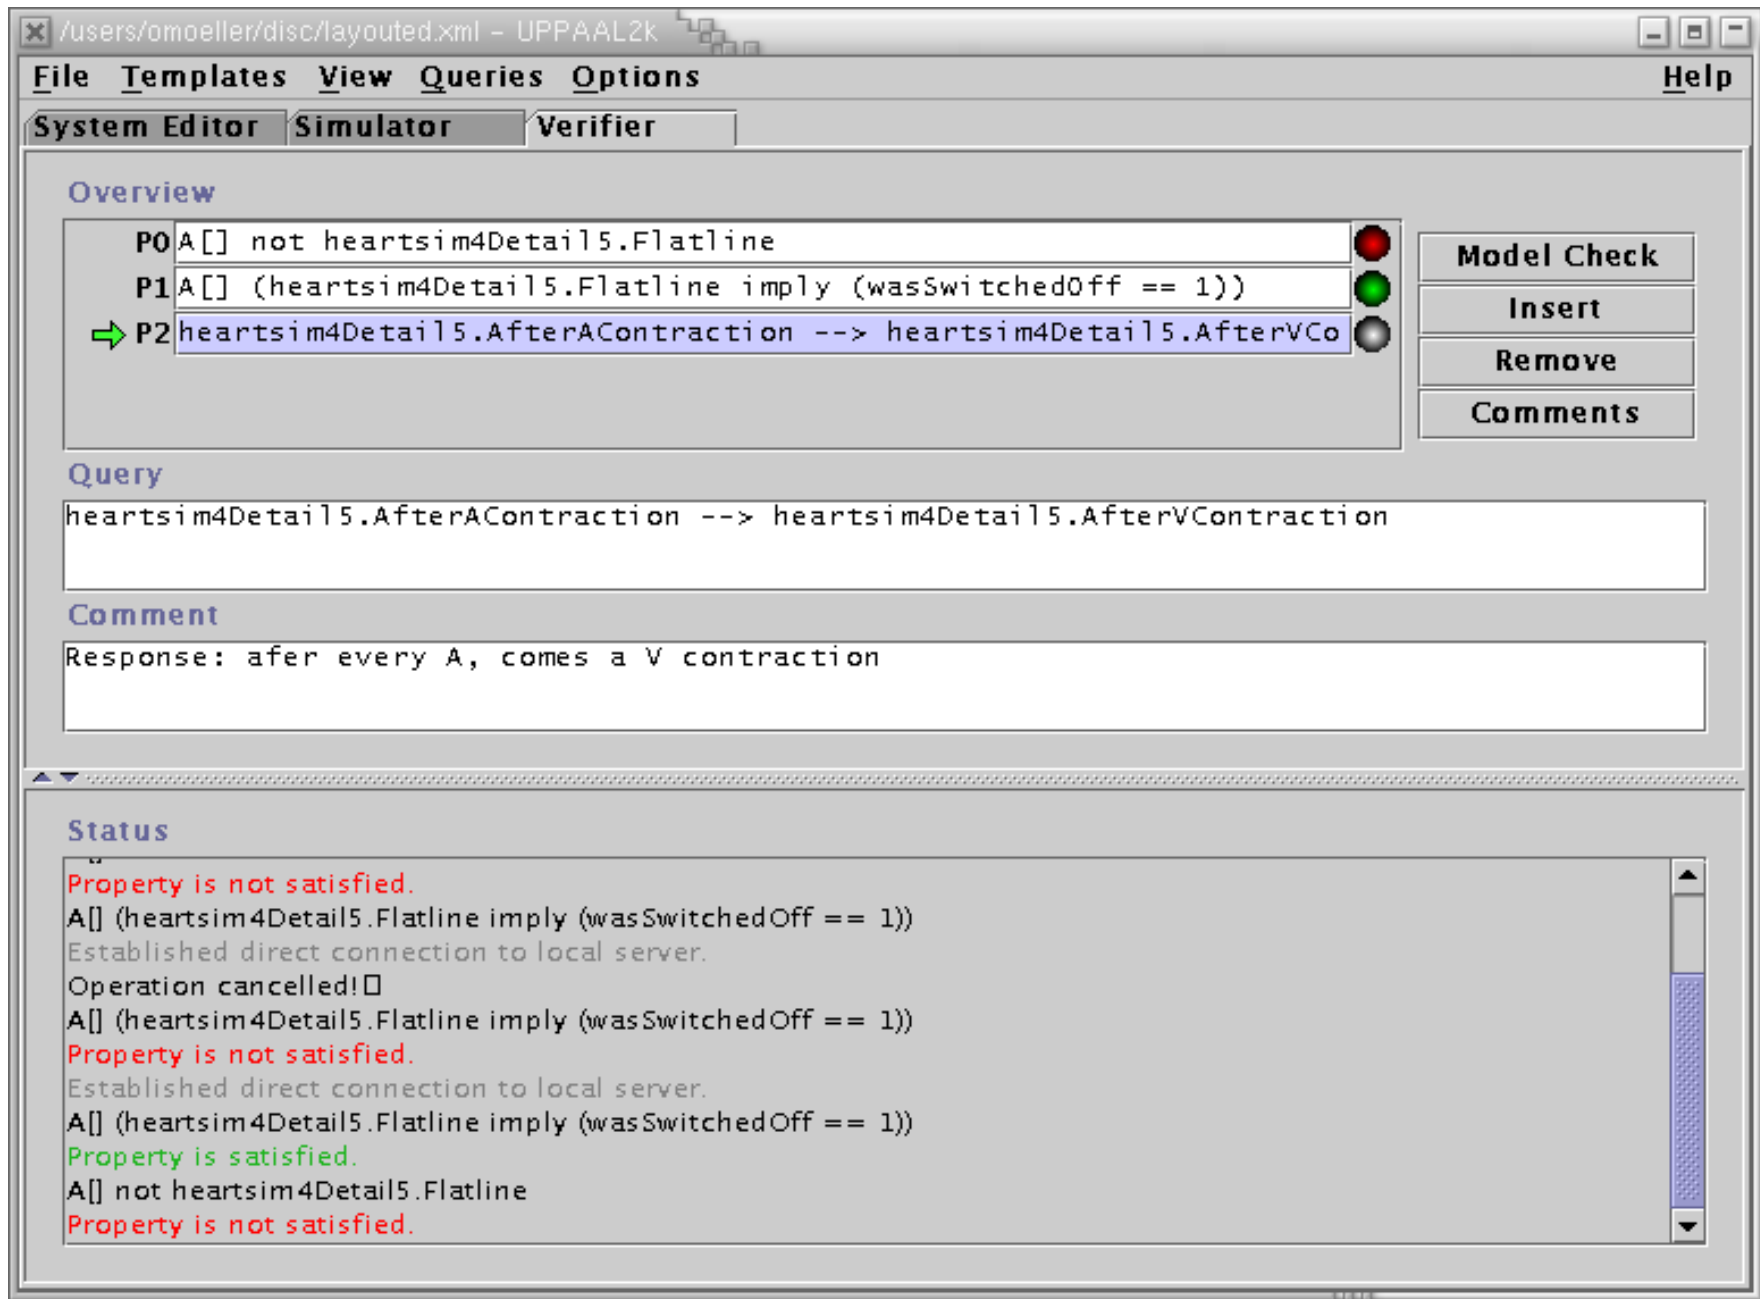 /users/omoeller/disc/layouted.xml – UPPAAL2k
File Templates View Queries Options Help
System Editor Simulator Verifier
Overview
P0 A[] not heartsim4Detail5.Flatline
P1 A[] (heartsim4Detail5.Flatline imply (wasSwitchedOff == 1))
P2 heartsim4Detail5.AfterAContraction --> heartsim4Detail5.AfterVCo
Model Check
Insert
Remove
Comments
Query
heartsim4Detail5.AfterAContraction --> heartsim4Detail5.AfterVContraction
Comment
Response: afer every A, comes a V contraction
Status
Property is not satisfied.
A[] (heartsim4Detail5.Flatline imply (wasSwitchedOff == 1))
Established direct connection to local server.
Operation cancelled!□
A[] (heartsim4Detail5.Flatline imply (wasSwitchedOff == 1))
Property is not satisfied.
Established direct connection to local server.
A[] (heartsim4Detail5.Flatline imply (wasSwitchedOff == 1))
Property is satisfied.
A[] not heartsim4Detail5.Flatline
Property is not satisfied.